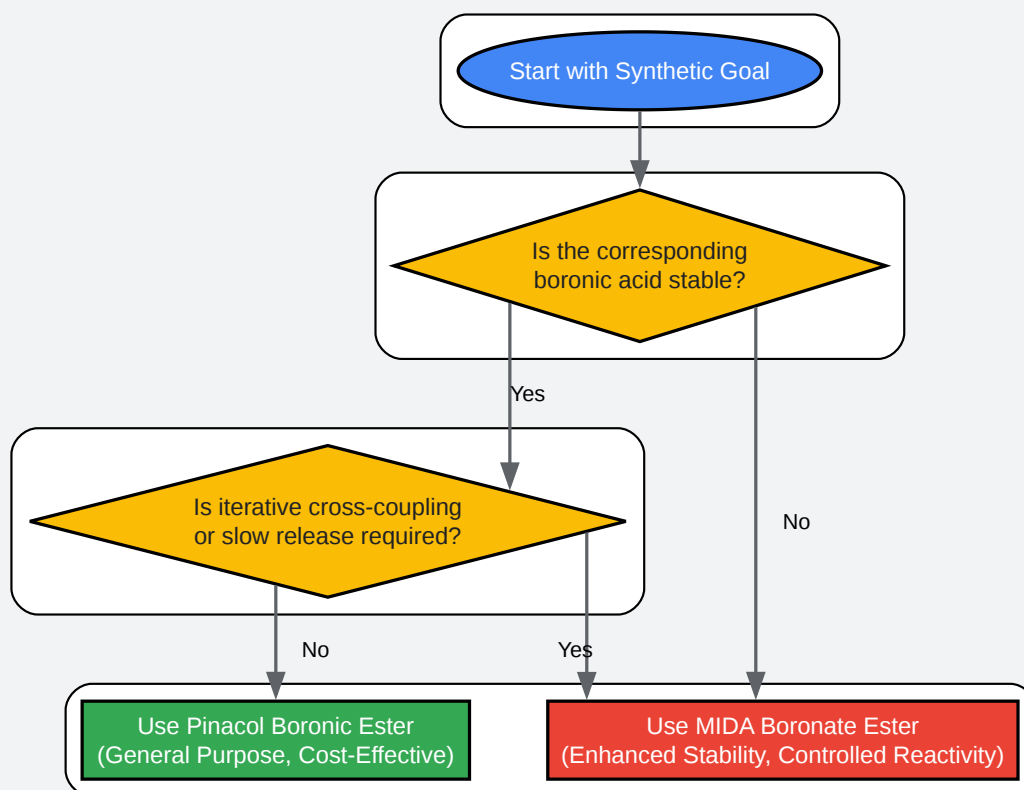 Start with Synthetic Goal
Is the corresponding
boronic acid stable?
Yes
Is iterative cross-coupling
or slow release required?
No
No
Yes
Use Pinacol Boronic Ester
(General Purpose, Cost-Effective)
Use MIDA Boronate Ester
(Enhanced Stability, Controlled Reactivity)